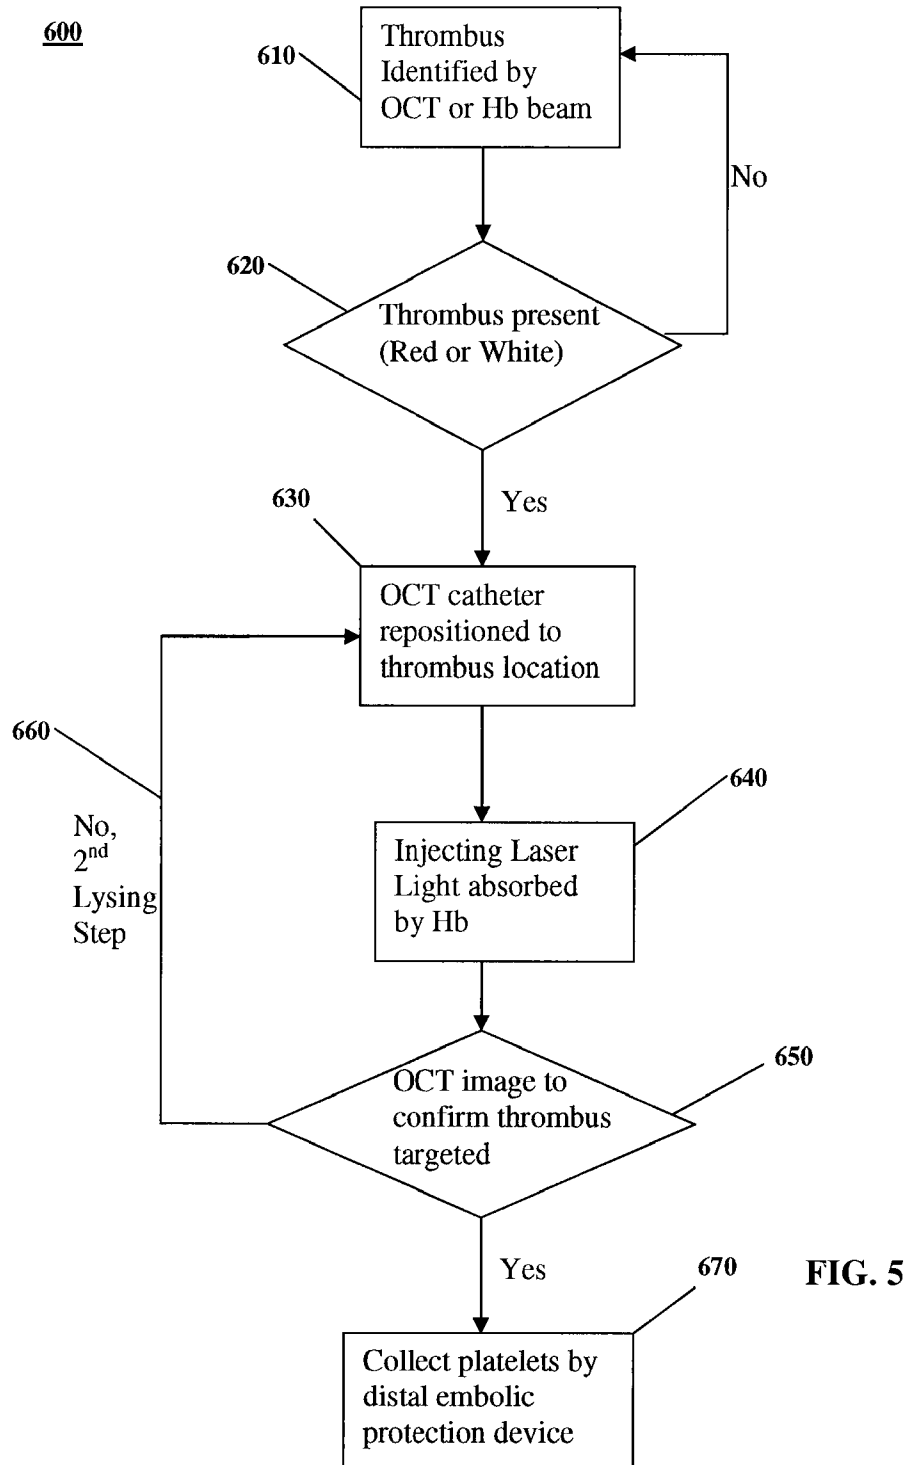 600
610
Thrombus
Identified by
OCT or Hb beam
No
620
Thrombus present
(Red or White)
Yes
630
OCT catheter
repositioned to
thrombus location
660
No,
2nd
Lysing
Step
640
Injecting Laser
Light absorbed
by Hb
650
OCT image to
confirm thrombus
targeted
Yes
670
FIG. 5
Collect platelets by
distal embolic
protection device